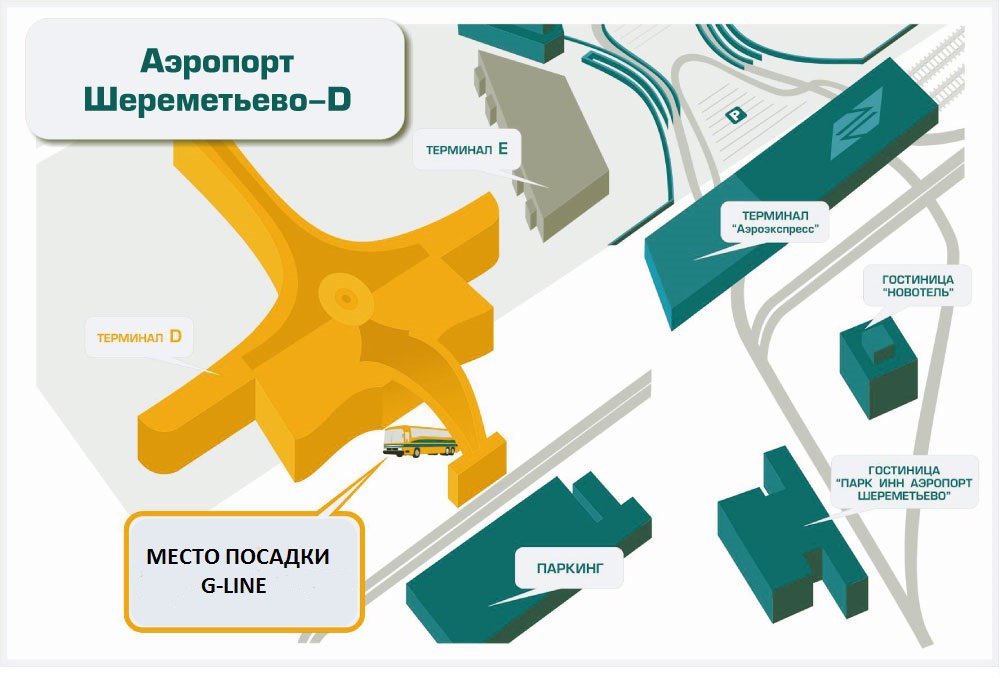 Аэропорт
Шереметьево-D
ТЕРМИНАЛ E
P
ТЕРМИНАЛ
"Аэроэкспресс"
ГОСТИНИЦА
"НОВОТЕЛЬ"
ТЕРМИНАЛ D
ГОСТИНИЦА
"ПАРК ИНН АЭРОПОРТ
ШЕРЕМЕТЬЕВО"
МЕСТО ПОСАДКИ
G-LINE
ПАРКИНГ